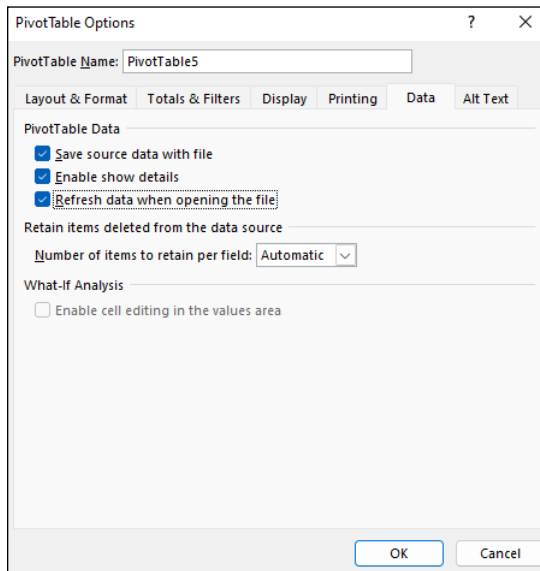 PivotTable Options ?
PivotTable Name: PivotTable5
Layout & Format Totals & Filters Display Printing Data Alt Text
PivotTable Data
Save source data with file
Enable show details
Refresh data when opening the file
Retain items deleted from the data source
Number of items to retain per field: Automatic
What-If Analysis
Enable cell editing in the values area
OK Cancel